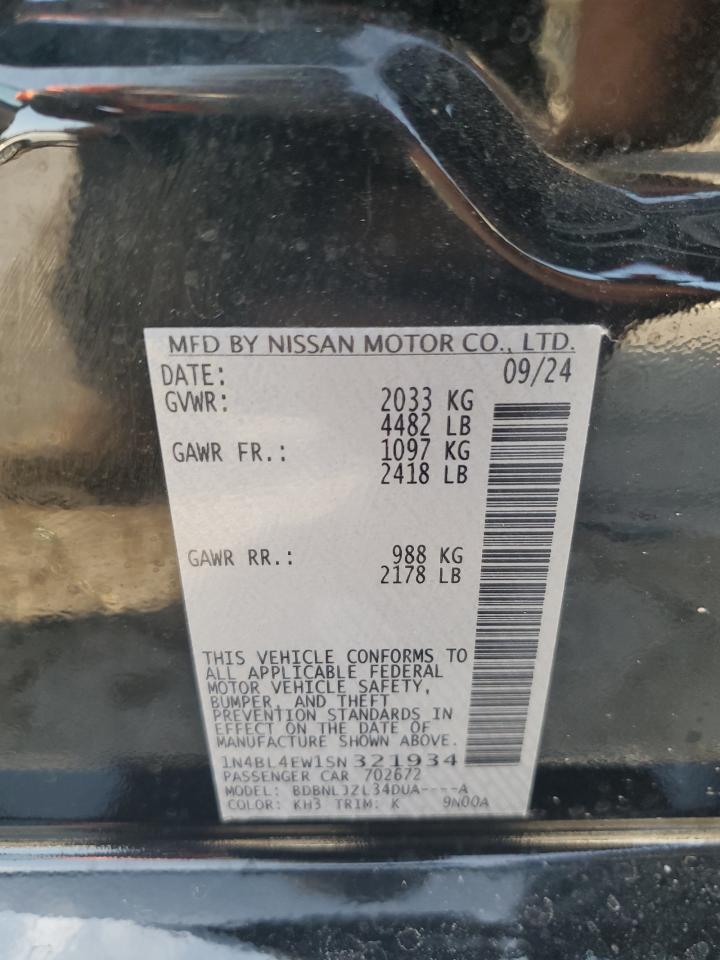 MFD BY NISSAN MOTOR CO., LTD.
DATE: 09/24
GVWR: 2033 KG
4482 LB
GAWR FR.: 1097 KG
2418 LB
GAWR RR.: 988 KG
2178 LB
THIS VEHICLE CONFORMS TO
ALL APPLICABLE FEDERAL
MOTOR VEHICLE SAFETY,
BUMPER, AND THEFT
PREVENTION STANDARDS IN
EFFECT ON THE DATE OF
MANUFACTURE SHOWN ABOVE.
1N4BL4EW1SN321934
PASSENGER CAR 702672
MODEL: BDBNLJZL34DUA----A
COLOR: KH3 TRIM: K 9N00A